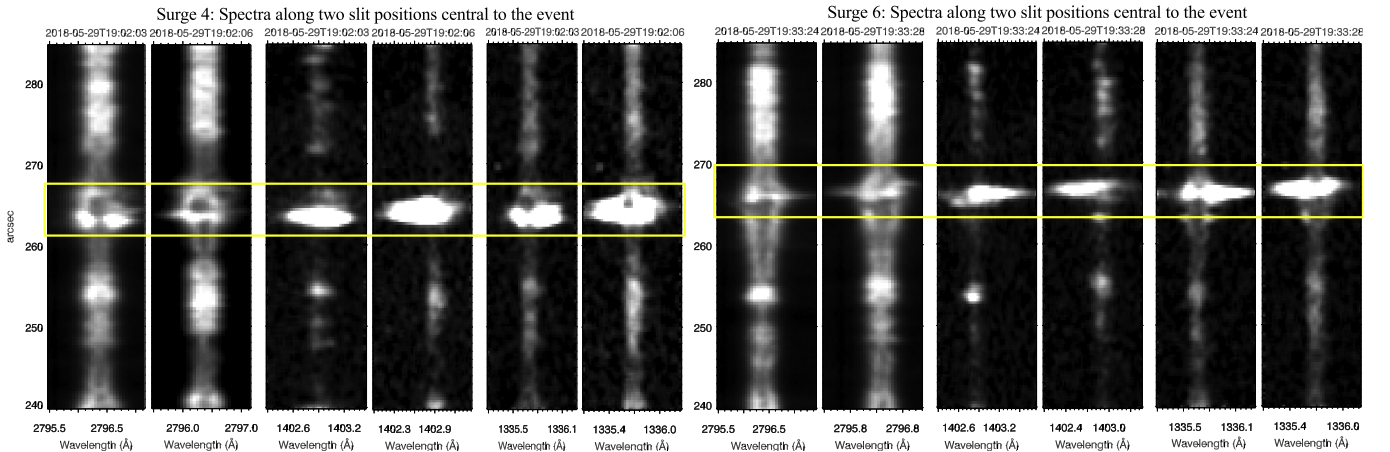 Surge 4: Spectra along two slit positions central to the event
Surge 6: Spectra along two slit positions central to the event
2018-05-29T19:02:03 2018-05-29T19:02:06 2018-05-29T19:02:03 2018-05-29T19:02:06 2018-05-29T19:02:03 2018-05-29T19:02:06
2018-05-29T19:33:24 2018-05-29T19:33:28 2018-05-29T19:33:24 2018-05-29T19:33:28 2018-05-29T19:33:24 2018-05-29T19:33:28
280
270
260
250
240
arcsec
280
270
260
250
240
2795.5 2796.5 2796.0 2797.0 1402.6 1403.2 1402.3 1402.9 1335.5 1336.1 1335.4 1336.0
2795.5 2796.5 2795.8 2796.8 1402.6 1403.2 1402.4 1403.0 1335.5 1336.1 1335.4 1336.0
Wavelength (Å) Wavelength (Å) Wavelength (Å) Wavelength (Å) Wavelength (Å) Wavelength (Å)
Wavelength (Å) Wavelength (Å) Wavelength (Å) Wavelength (Å) Wavelength (Å) Wavelength (Å)